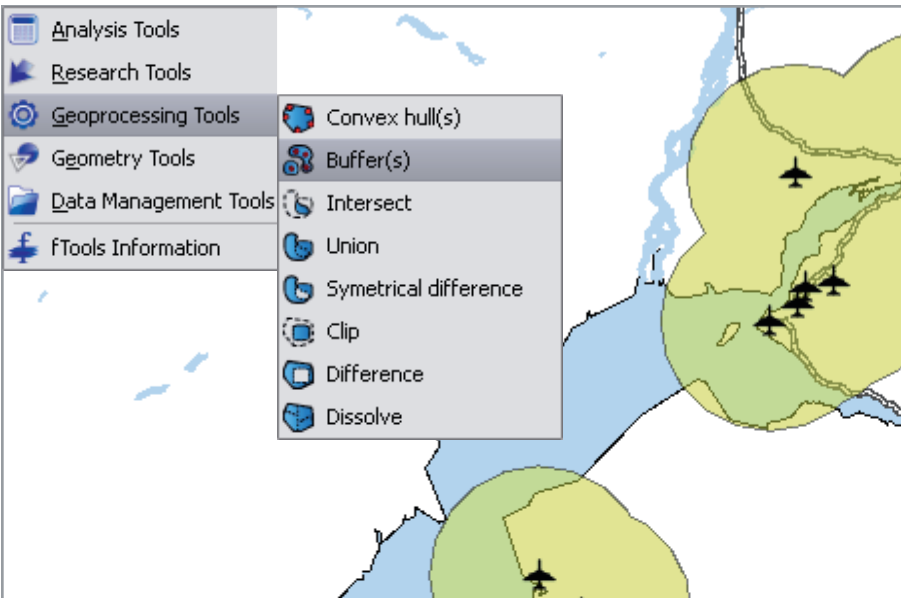 Analysis Tools
Research Tools
Geoprocessing Tools
Geometry Tools
Data Management Tools
fTools Information
Convex hull(s)
Buffer(s)
Intersect
Union
Symetrical difference
Clip
Difference
Dissolve